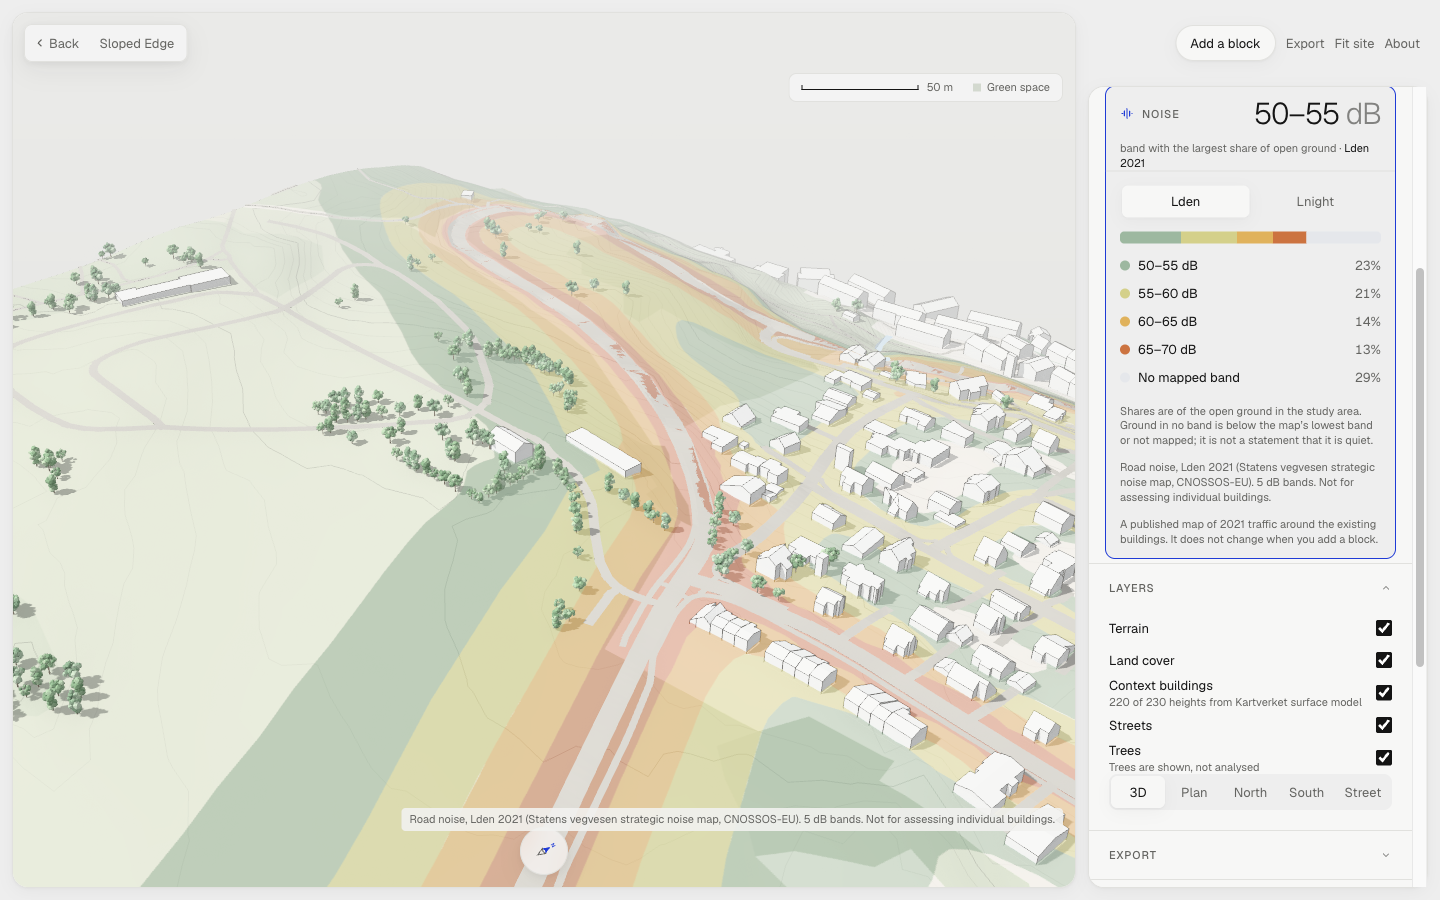 Back
Sloped Edge
Add a block
Export
Fit site
About
50 m
Green space
NOISE
50–55 dB
band with the largest share of open ground · Lden
2021
Lden
Lnight
50–55 dB 23%
55–60 dB 21%
60–65 dB 14%
65–70 dB 13%
No mapped band 29%
Shares are of the open ground in the study area.
Ground in no band is below the map's lowest band
or not mapped; it is not a statement that it is quiet.
Road noise, Lden 2021 (Statens vegvesen strategic
noise map, CNOSSOS-EU). 5 dB bands. Not for
assessing individual buildings.
A published map of 2021 traffic around the existing
buildings. It does not change when you add a block.
LAYERS
Terrain
Land cover
Context buildings
220 of 230 heights from Kartverket surface model
Streets
Trees
Trees are shown, not analysed
3D
Plan
North
South
Street
EXPORT
Road noise, Lden 2021 (Statens vegvesen strategic noise map, CNOSSOS-EU). 5 dB bands. Not for assessing individual buildings.